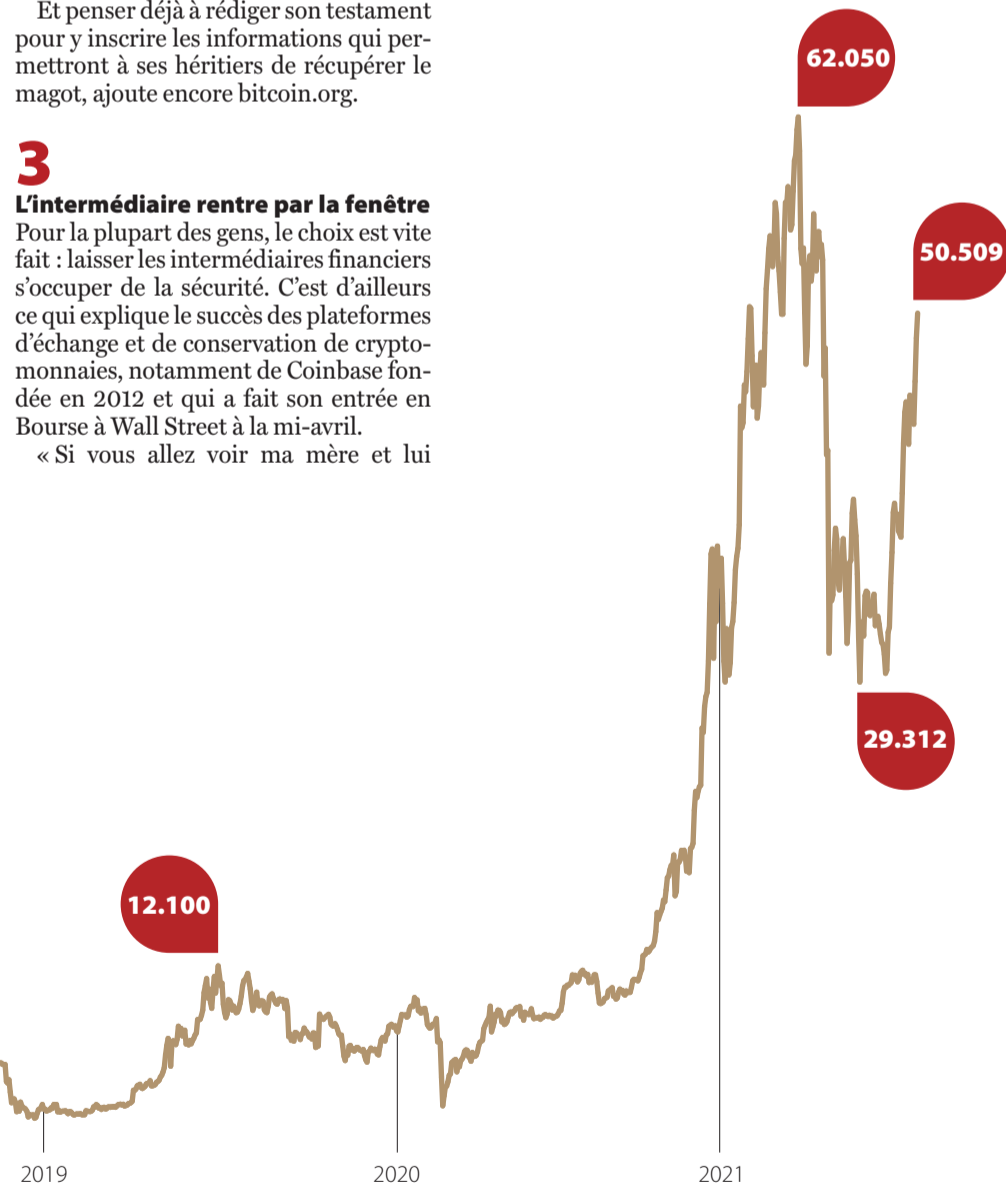 Et penser déjà à rédiger son testament
pour y inscrire les informations qui per-
mettront à ses héritiers de récupérer le
magot, ajoute encore bitcoin.org.
3
L’intermédiaire rentre par la fenêtre
Pour la plupart des gens, le choix est vite
fait : laisser les intermédiaires financiers
s’occuper de la sécurité. C’est d’ailleurs
ce qui explique le succès des plateformes
d’échange et de conservation de crypto-
monnaies, notamment de Coinbase fon-
dée en 2012 et qui a fait son entrée en
Bourse à Wall Street à la mi-avril.
« Si vous allez voir ma mère et lui
62.050
50.509
29.312
12.100
2019
2020
2021